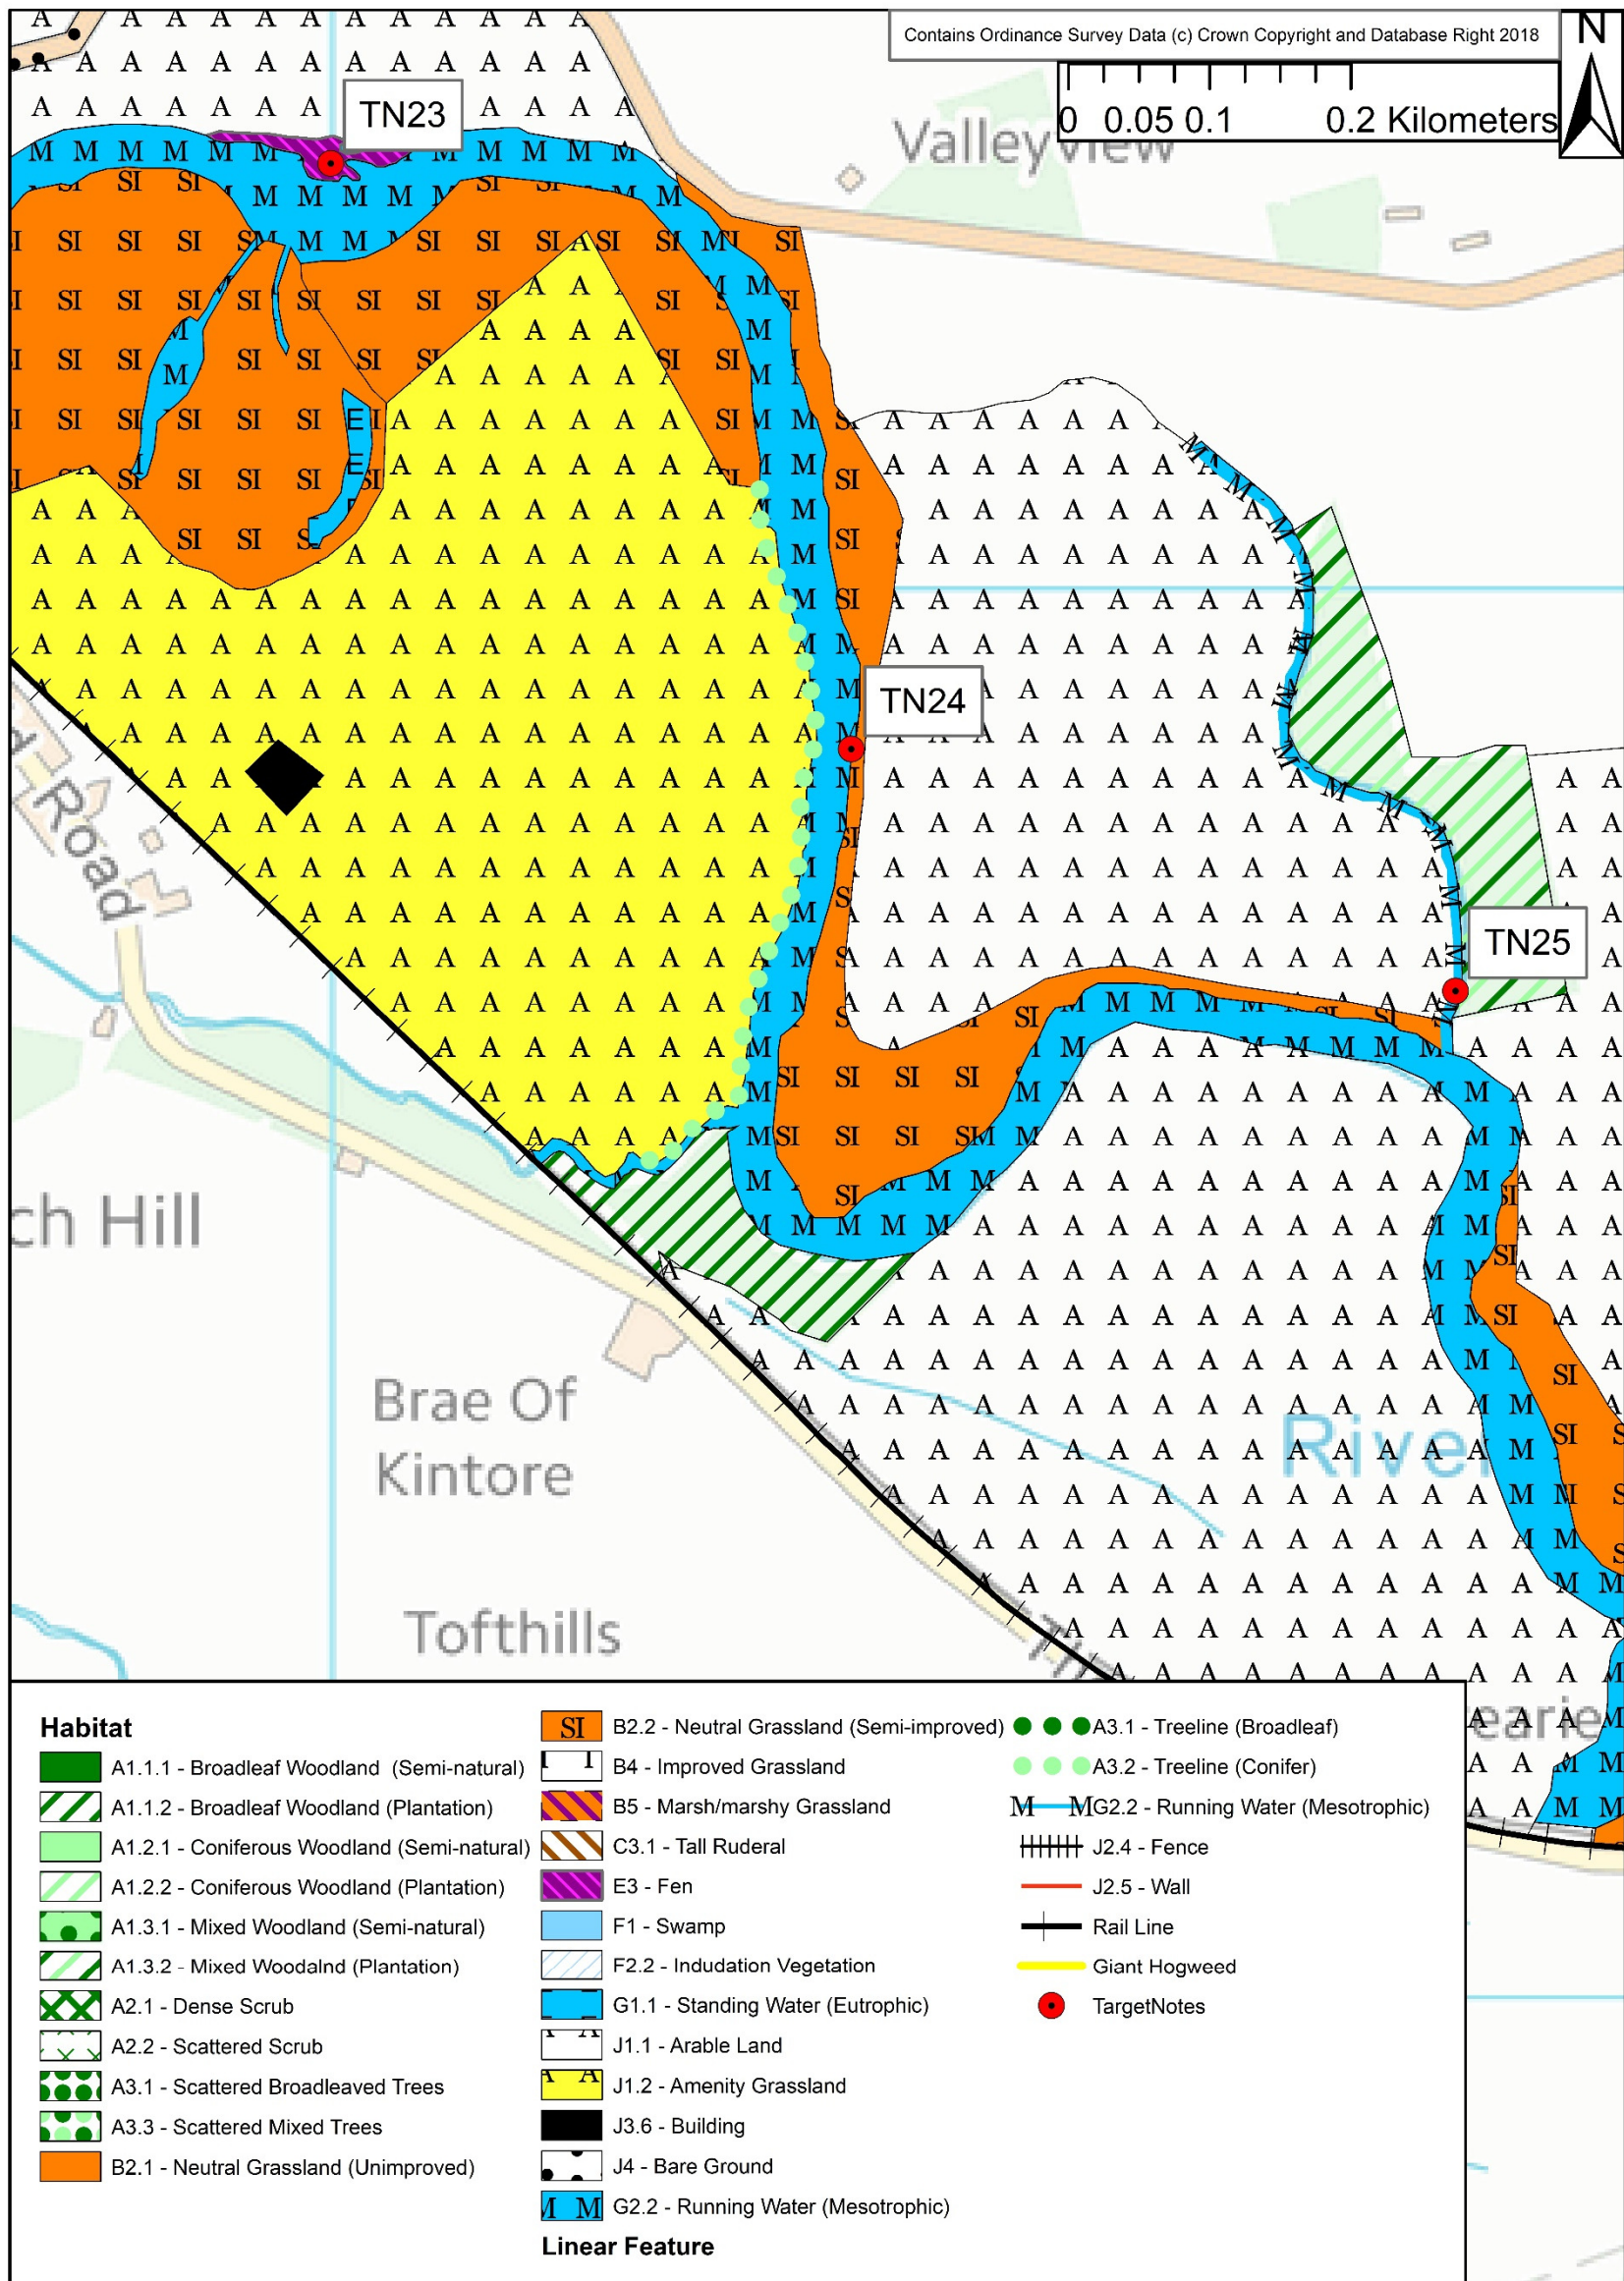 Contains Ordinance Survey Data (c) Crown Copyright and Database Right 2018
N
0 0.05 0.1 0.2 Kilometers
Valleyview
TN23
TN24
TN25
Road
ch Hill
Brae Of
Kintore
River
Tofthills
earie
Habitat
A1.1.1 - Broadleaf Woodland (Semi-natural)
A1.1.2 - Broadleaf Woodland (Plantation)
A1.2.1 - Coniferous Woodland (Semi-natural)
A1.2.2 - Coniferous Woodland (Plantation)
A1.3.1 - Mixed Woodland (Semi-natural)
A1.3.2 - Mixed Woodalnd (Plantation)
A2.1 - Dense Scrub
A2.2 - Scattered Scrub
A3.1 - Scattered Broadleaved Trees
A3.3 - Scattered Mixed Trees
B2.1 - Neutral Grassland (Unimproved)
SI B2.2 - Neutral Grassland (Semi-improved)
I I B4 - Improved Grassland
B5 - Marsh/marshy Grassland
C3.1 - Tall Ruderal
E3 - Fen
F1 - Swamp
F2.2 - Indudation Vegetation
G1.1 - Standing Water (Eutrophic)
J1.1 - Arable Land
A A J1.2 - Amenity Grassland
J3.6 - Building
J4 - Bare Ground
M M G2.2 - Running Water (Mesotrophic)
Linear Feature
A3.1 - Treeline (Broadleaf)
A3.2 - Treeline (Conifer)
M M G2.2 - Running Water (Mesotrophic)
J2.4 - Fence
J2.5 - Wall
Rail Line
Giant Hogweed
TargetNotes